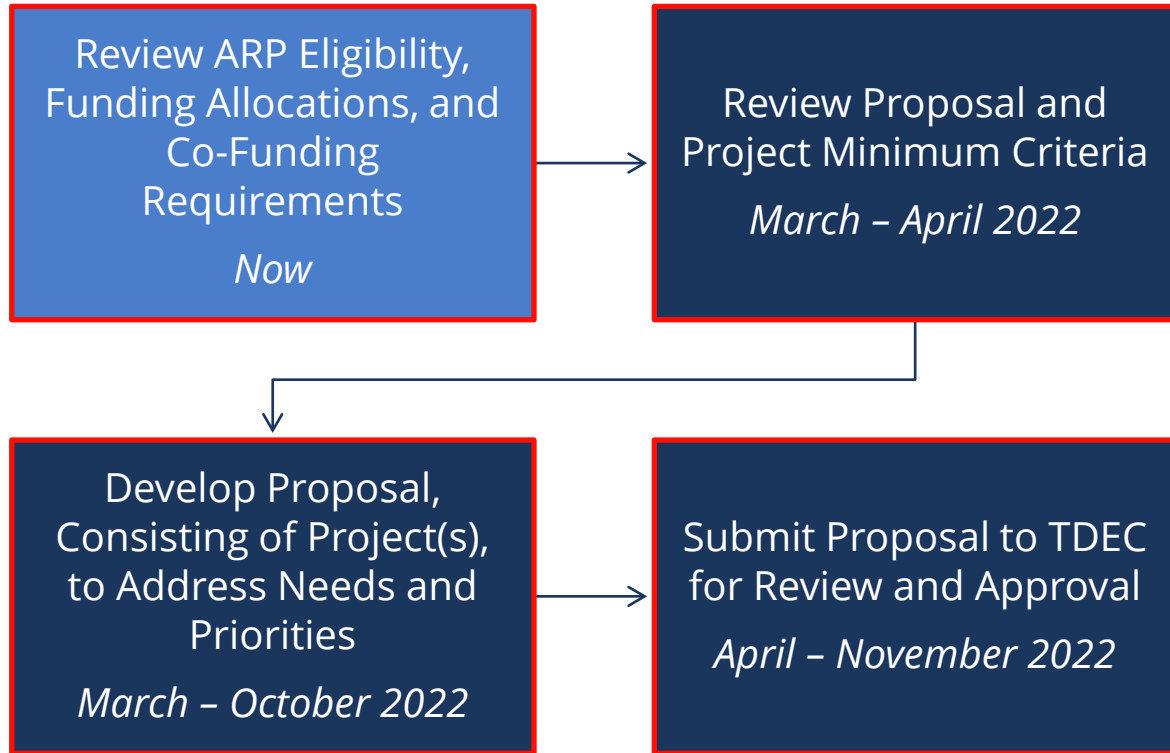 Review ARP Eligibility,
Funding Allocations, and
Co-Funding
Requirements
Now
Review Proposal and
Project Minimum Criteria
March – April 2022
Develop Proposal,
Consisting of Project(s),
to Address Needs and
Priorities
March – October 2022
Submit Proposal to TDEC
for Review and Approval
April – November 2022